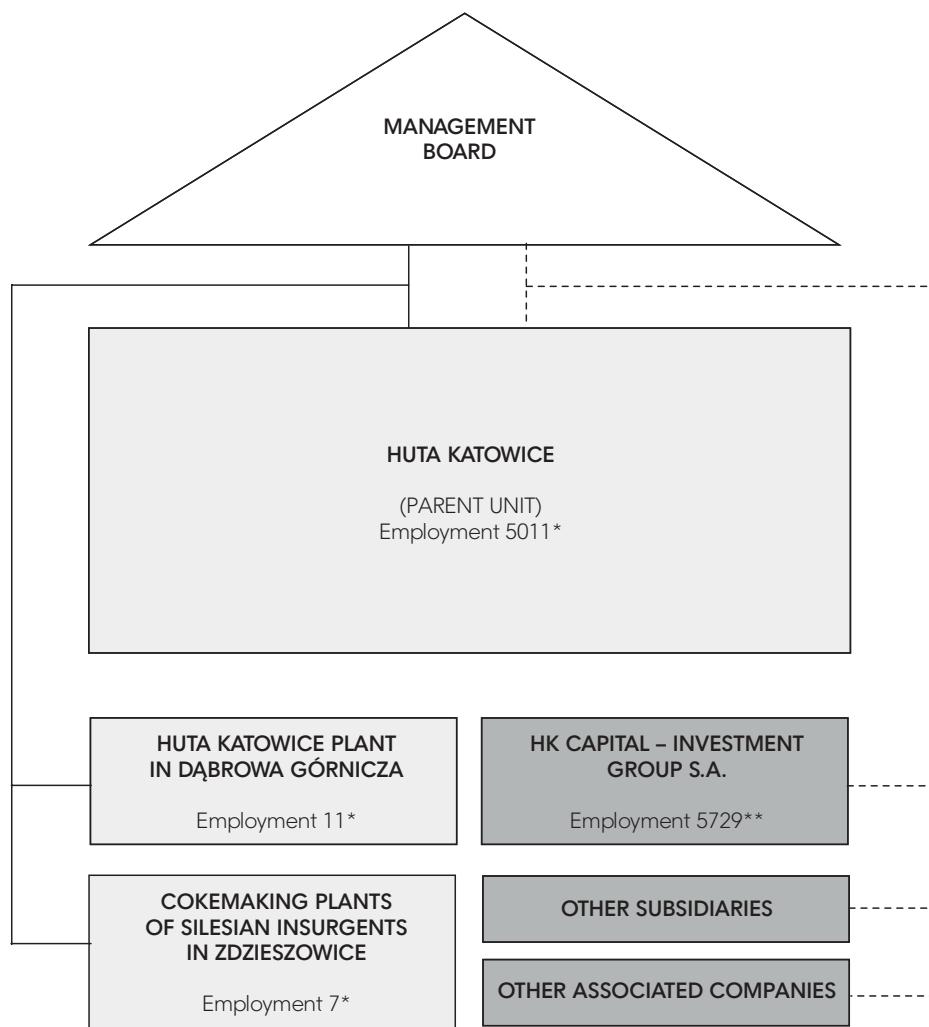 MANAGEMENT
BOARD
HUTA KATOWICE
(PARENT UNIT)
Employment 5011*
HUTA KATOWICE PLANT
IN DĄBROWA GÓRNICZA
Employment 11*
HK CAPITAL – INVESTMENT
GROUP S.A.
Employment 5729**
COKEMAKING PLANTS
OF SILESIAN INSURGENTS
IN ZDZIESZOWICE
Employment 7*
OTHER SUBSIDIARIES
OTHER ASSOCIATED COMPANIES